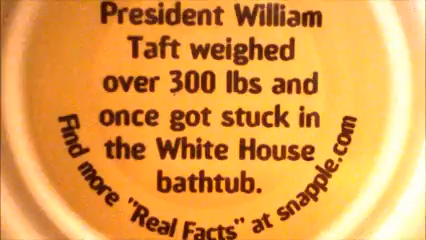 President William
Taft weighed
over 300 lbs and
once got stuck in
the White House
bathtub.
Find more "Real Facts" at snapple.com